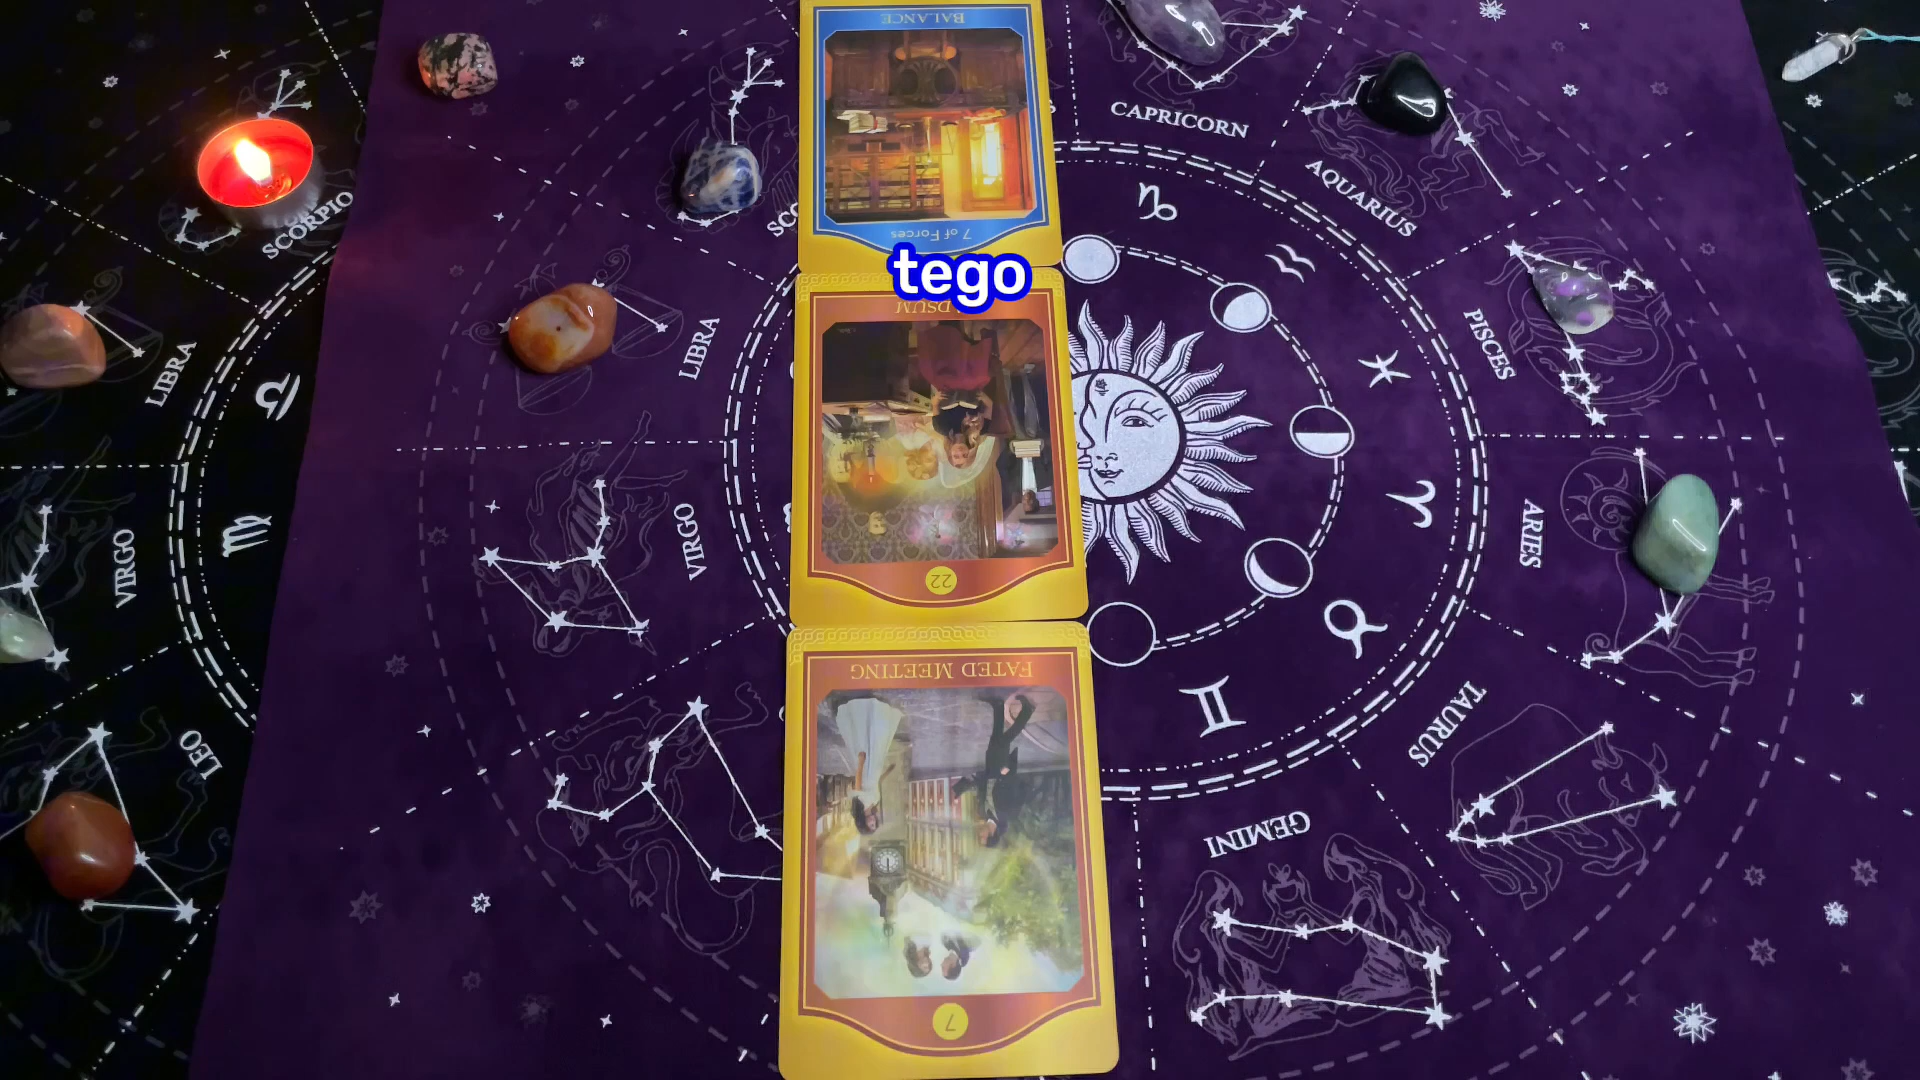 BALANCE
7 of Forces
tego
22
FATED MEETING
7
CAPRICORN
AQUARIUS
PISCES
ARIES
TAURUS
GEMINI
SCORPIO
LIBRA
LIBRA
VIRGO
VIRGO
LEO